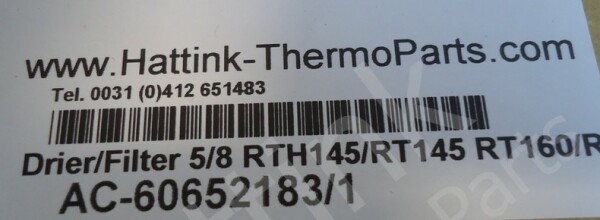 www.Hattink-ThermoParts.com
Tel. 0031 (0)412 651483
Drier/Filter 5/8 RTH145/RT145 RT160/R
AC-60652183/1